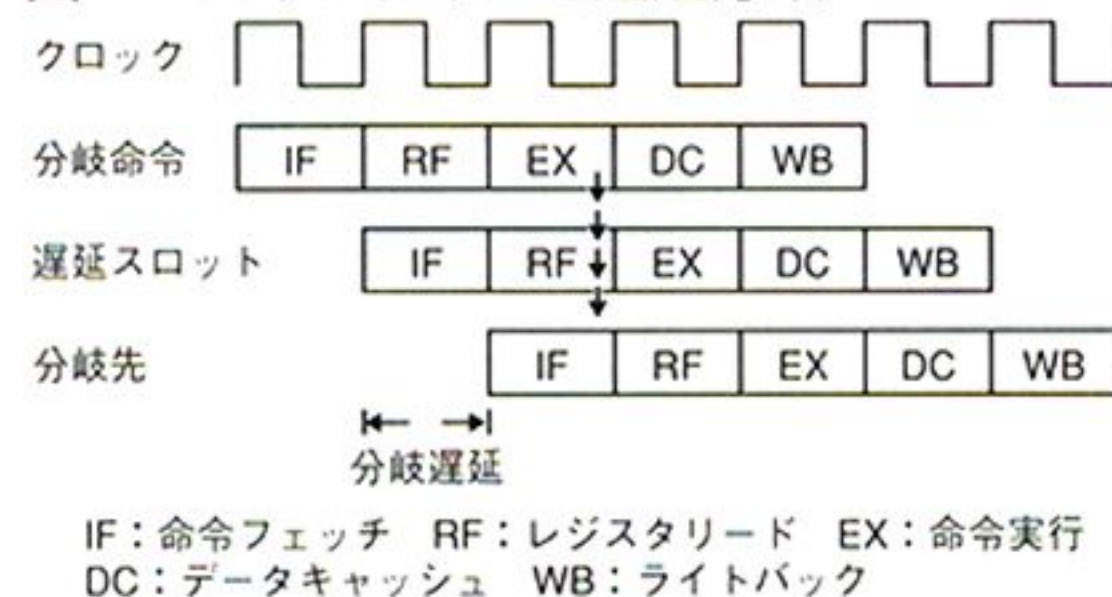 クロック
分岐命令 IF RF EX DC WB
遅延スロット IF RF EX DC WB
分岐先 IF RF EX DC WB
分岐遅延
IF：命令フェッチ RF：レジスタリード EX：命令実行
DC：データキャッシュ WB：ライトバック